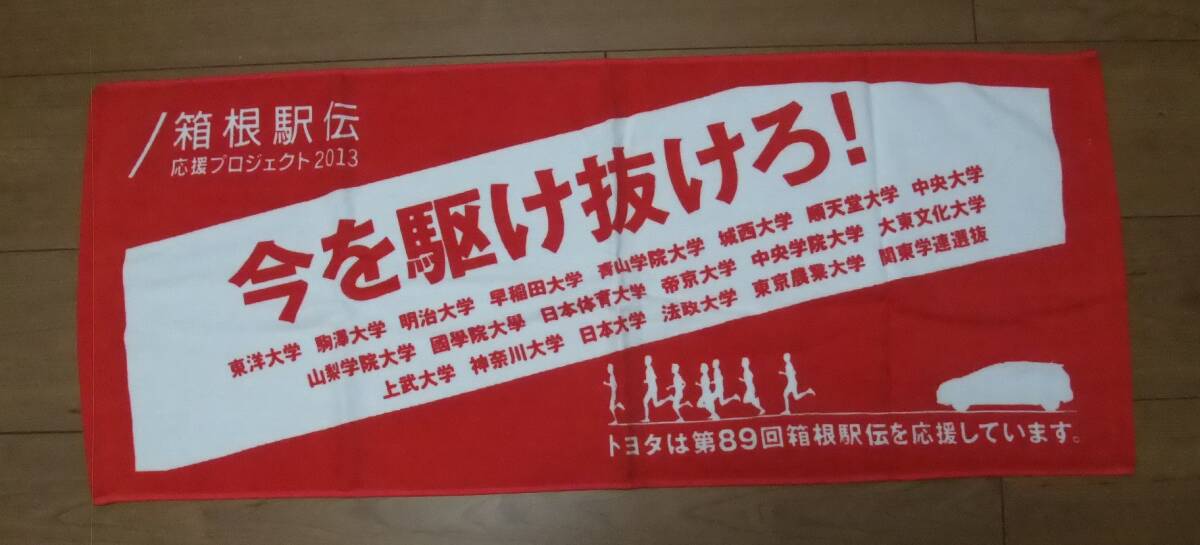 箱根駅伝
応援プロジェクト2013
今を駆け抜けろ！
東洋大学 駒澤大学 明治大学 早稲田大学 青山学院大学 城西大学 順天堂大学 中央大学
山梨学院大学 國學院大學 日本体育大学 帝京大学 中央学院大学 大東文化大学
上武大学 神奈川大学 日本大学 法政大学 東京農業大学 関東学連選抜
トヨタは第89回箱根駅伝を応援しています。